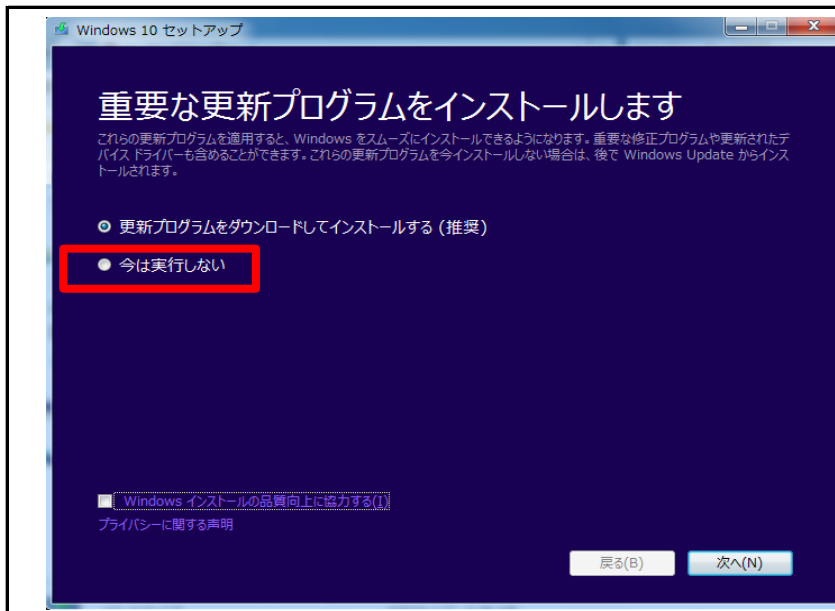 Windows 10 セットアップ
重要な更新プログラムをインストールします
これらの更新プログラムを適用すると、Windows をスムーズにインストールできるようになります。重要な修正プログラムや更新されたデ
バイス ドライバーも含めることができます。これらの更新プログラムを今インストールしない場合は、後で Windows Update からインス
トールされます。
更新プログラムをダウンロードしてインストールする (推奨)
今は実行しない
Windows インストールの品質向上に協力する(I)
プライバシーに関する声明
戻る(B) 次へ(N)